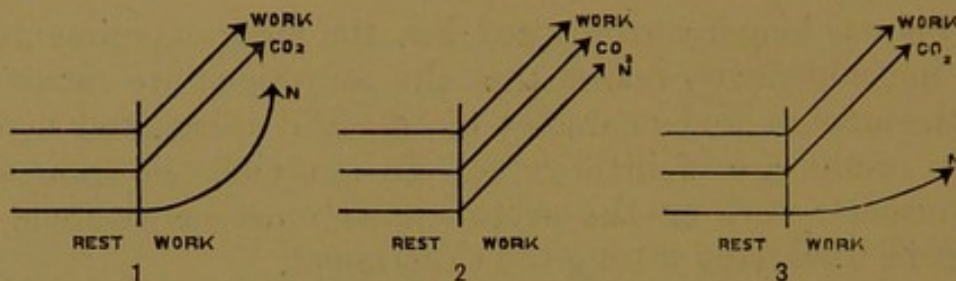 WORK WORK WORK
CO₂ CO₂ CO₂
N N N
REST WORK REST WORK REST WORK
1 2 3